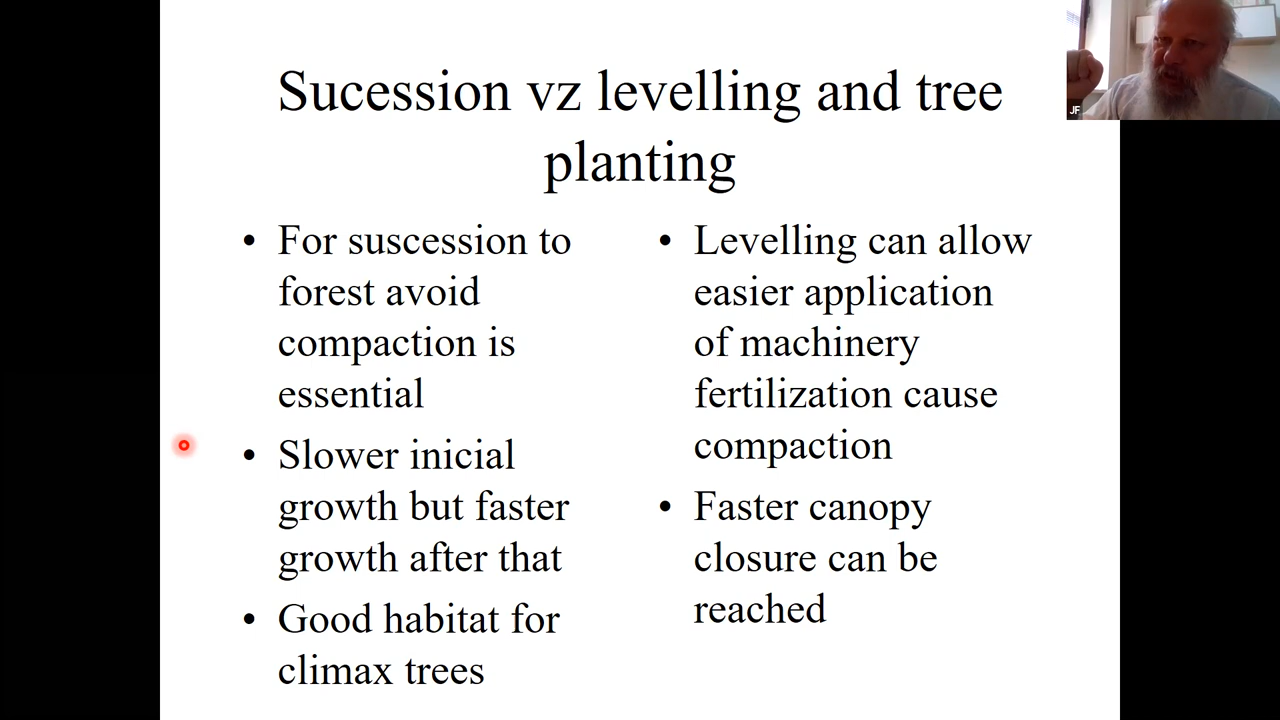 Sucession vz levelling and tree
planting
• For suscession to
forest avoid
compaction is
essential
• Slower inicial
growth but faster
growth after that
• Good habitat for
climax trees
• Levelling can allow
easier application
of machinery
fertilization cause
compaction
• Faster canopy
closure can be
reached
JF